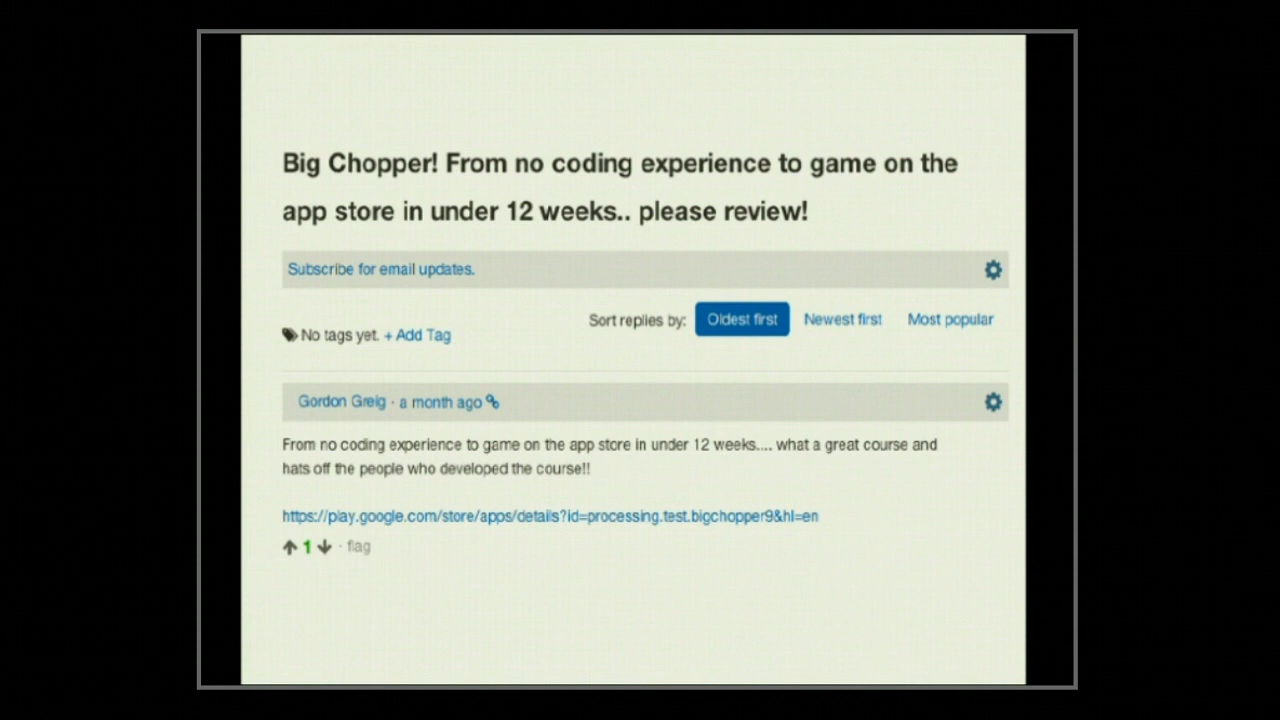 Big Chopper! From no coding experience to game on the
app store in under 12 weeks.. please review!
Subscribe for email updates.
Sort replies by: Oldest first Newest first Most popular
No tags yet. + Add Tag
Gordon Greig · a month ago
From no coding experience to game on the app store in under 12 weeks.... what a great course and
hats off the people who developed the course!!
https://play.google.com/store/apps/details?id=processing.test.bigchopper9&hl=en
1 · flag